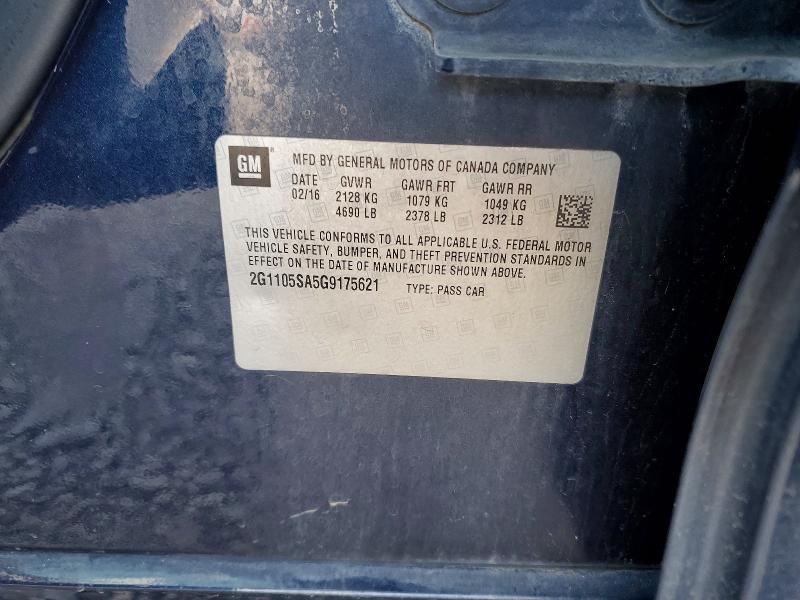 GM
MFD BY GENERAL MOTORS OF CANADA COMPANY
DATE GVWR GAWR FRT GAWR RR
02/16 2128 KG 1079 KG 1049 KG
4690 LB 2378 LB 2312 LB
THIS VEHICLE CONFORMS TO ALL APPLICABLE U.S. FEDERAL MOTOR
VEHICLE SAFETY, BUMPER, AND THEFT PREVENTION STANDARDS IN
EFFECT ON THE DATE OF MANUFACTURE SHOWN ABOVE.
2G1105SA5G9175621 TYPE: PASS CAR